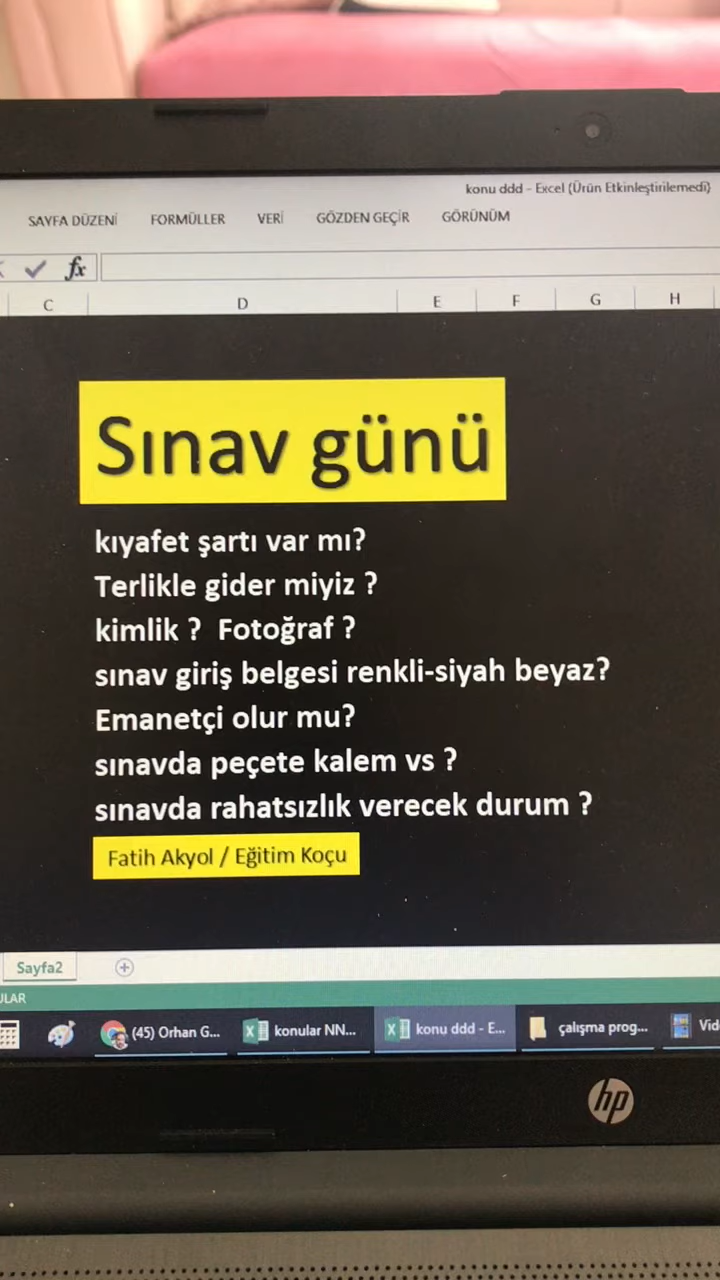 konu ddd - Excel (Ürün Etkinleştirilemedi)
SAYFA DÜZENİ FORMÜLLER VERİ GÖZDEN GEÇİR GÖRÜNÜM
fx
C D E F G H
Sınav günü
kıyafet şartı var mı?
Terlikle gider miyiz ?
kimlik ? Fotoğraf ?
sınav giriş belgesi renkli-siyah beyaz?
Emanetçi olur mu?
sınavda peçete kalem vs ?
sınavda rahatsızlık verecek durum ?
Fatih Akyol / Eğitim Koçu
Sayfa2
ULAR
(45) Orhan G... konular NN... konu ddd - E... çalışma prog... Vid
hp